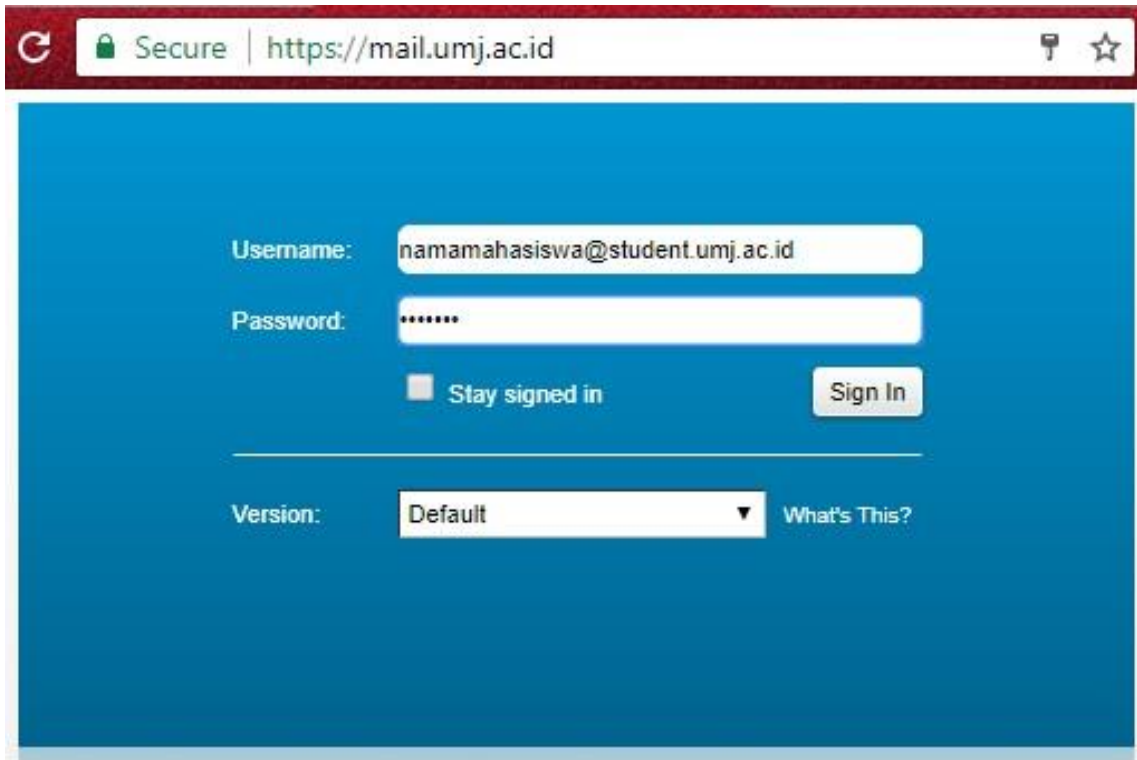 Secure | https://mail.umj.ac.id
Username: namamahasiswa@student.umj.ac.id
Password: •••••••
Stay signed in Sign In
Version: Default What's This?